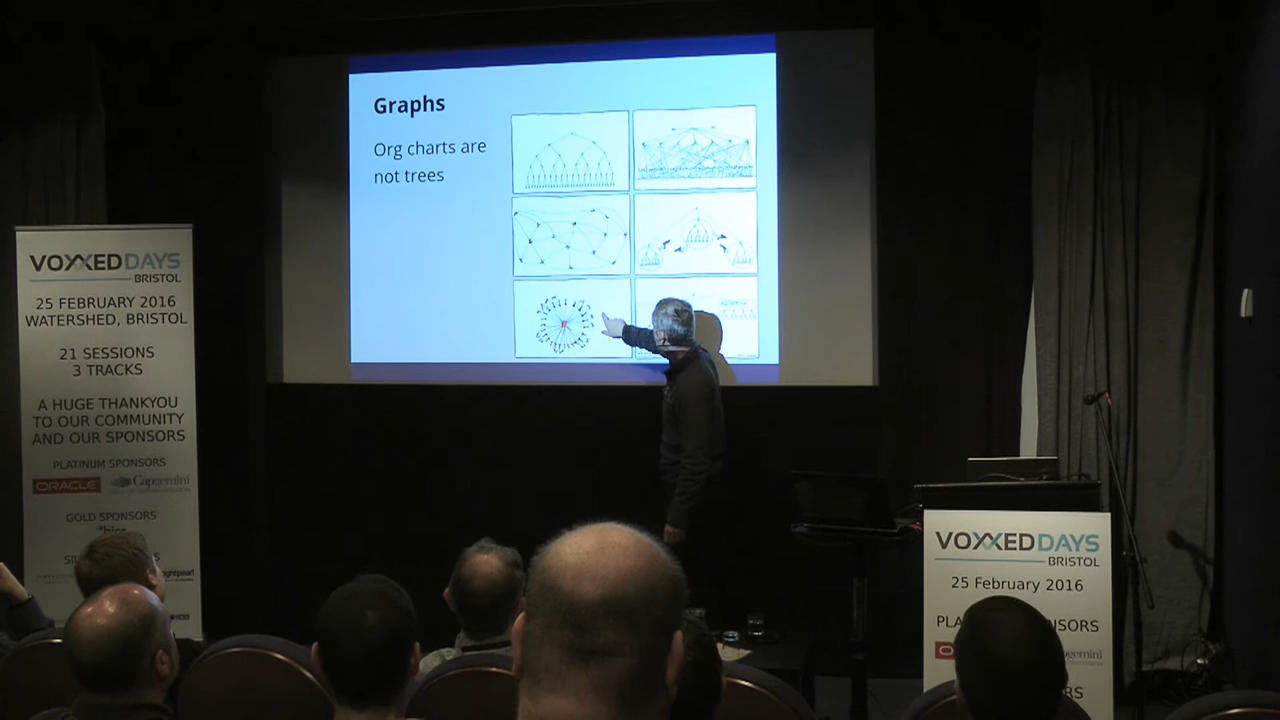 Graphs
Org charts are
not trees
VOXXEDDAYS
BRISTOL
25 FEBRUARY 2016
WATERSHED, BRISTOL
21 SESSIONS
3 TRACKS
A HUGE THANKYOU
TO OUR COMMUNITY
AND OUR SPONSORS
PLATINUM SPONSORS
ORACLE
Capgemini
GOLD SPONSORS
VOXXEDDAYS
BRISTOL
25 February 2016